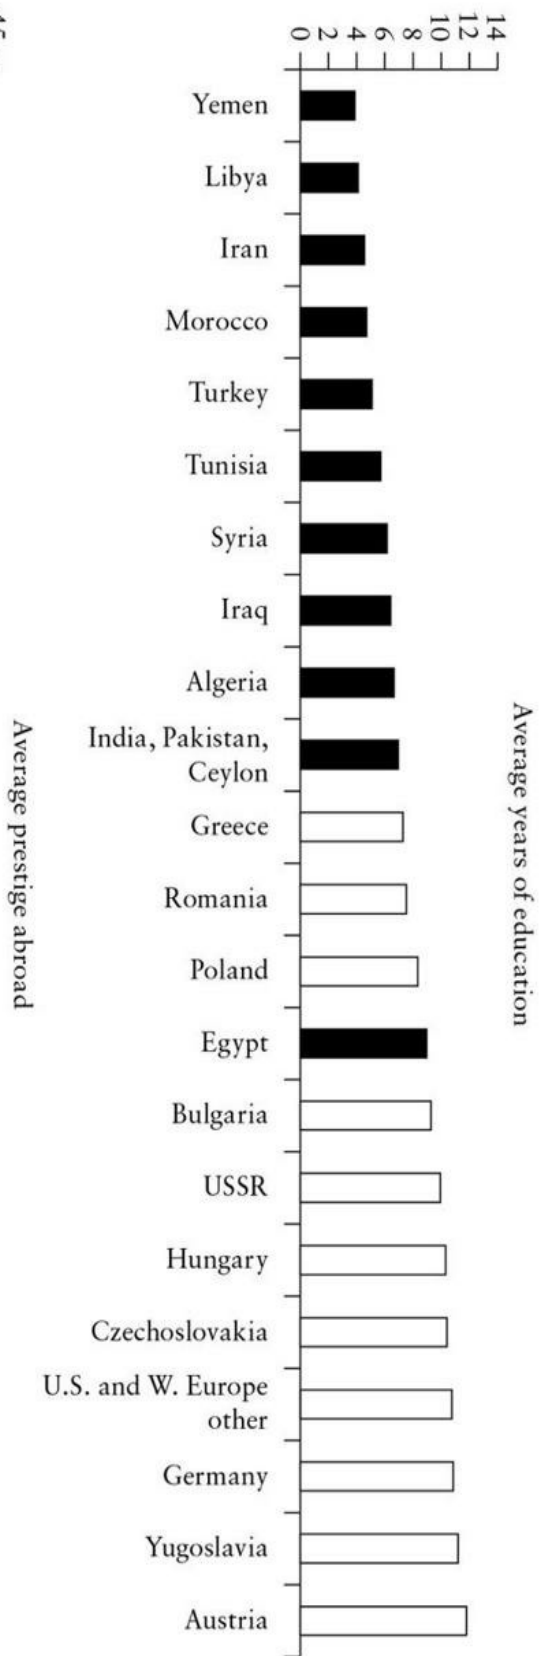 Average years of education
14
12
10
8
6
4
2
0
Yemen
Libya
Iran
Morocco
Turkey
Tunisia
Syria
Iraq
Algeria
India, Pakistan,
Ceylon
Greece
Romania
Poland
Egypt
Bulgaria
USSR
Hungary
Czechoslovakia
U.S. and W. Europe
other
Germany
Yugoslavia
Austria
Average prestige abroad